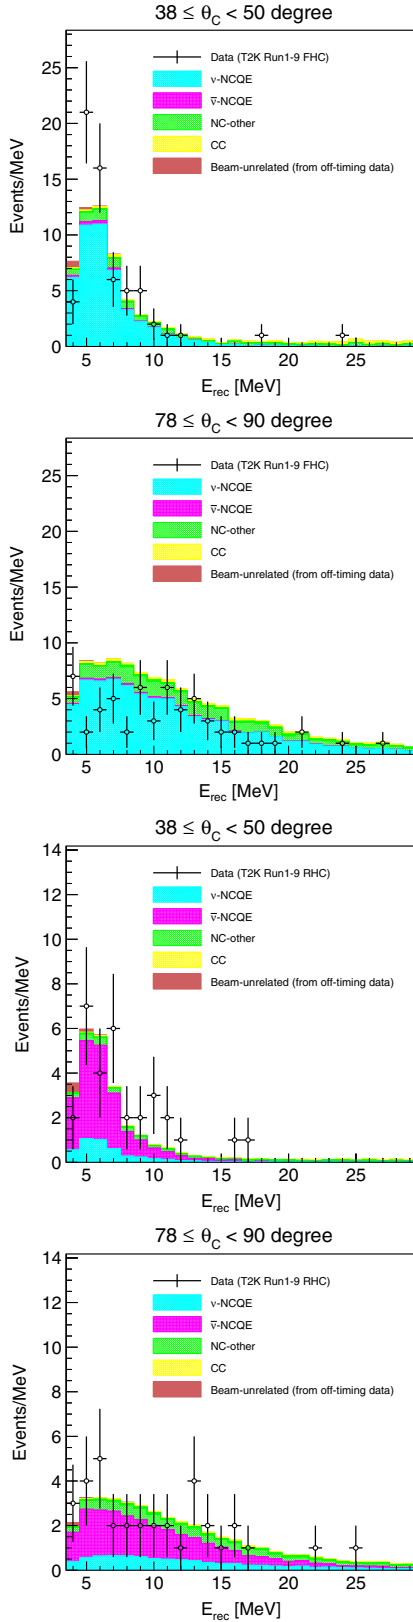 38 ≤ θC < 50 degree
Events/MeV
25
20
15
10
5
0
Data (T2K Run1-9 FHC)
ν-NCQE
ν̅-NCQE
NC-other
CC
Beam-unrelated (from off-timing data)
5 10 15 20 25
Erec [MeV]
78 ≤ θC < 90 degree
Events/MeV
25
20
15
10
5
0
Data (T2K Run1-9 FHC)
ν-NCQE
ν̅-NCQE
NC-other
CC
Beam-unrelated (from off-timing data)
5 10 15 20 25
Erec [MeV]
38 ≤ θC < 50 degree
Events/MeV
14
12
10
8
6
4
2
0
Data (T2K Run1-9 RHC)
ν-NCQE
ν̅-NCQE
NC-other
CC
Beam-unrelated (from off-timing data)
5 10 15 20 25
Erec [MeV]
78 ≤ θC < 90 degree
Events/MeV
14
12
10
8
6
4
2
0
Data (T2K Run1-9 RHC)
ν-NCQE
ν̅-NCQE
NC-other
CC
Beam-unrelated (from off-timing data)
5 10 15 20 25
Erec [MeV]